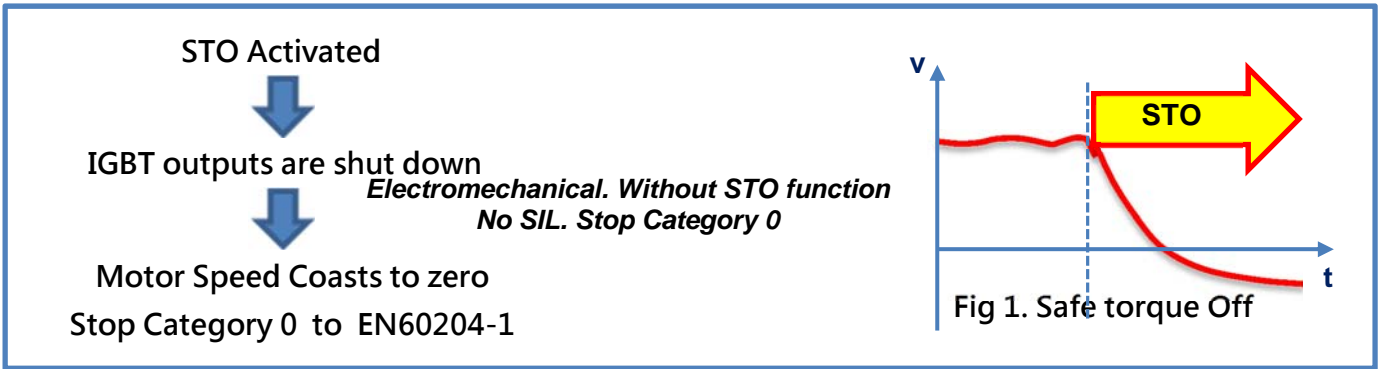 STO Activated
IGBT outputs are shut down
Electromechanical. Without STO function
No SIL. Stop Category 0
Motor Speed Coasts to zero
Stop Category 0 to EN60204-1
v
STO
t
Fig 1. Safe torque Off